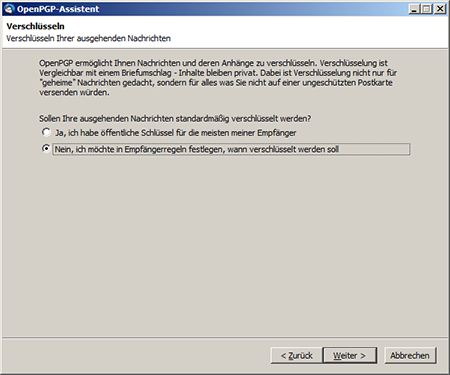 OpenPGP-Assistent
Verschlüsseln
Verschlüsseln Ihrer ausgehenden Nachrichten
OpenPGP ermöglicht Ihnen Nachrichten und deren Anhänge zu verschlüsseln. Verschlüsselung ist
Vergleichbar mit einem Briefumschlag - Inhalte bleiben privat. Dabei ist Verschlüsselung nicht nur für
"geheime" Nachrichten gedacht, sondern für alles was Sie nicht auf einer ungeschützten Postkarte
versenden würden.
Sollen Ihre ausgehenden Nachrichten standardmäßig verschlüsselt werden?
Ja, ich habe öffentliche Schlüssel für die meisten meiner Empfänger
Nein, ich möchte in Empfängerregeln festlegen, wann verschlüsselt werden soll
< Zurück Weiter > Abbrechen